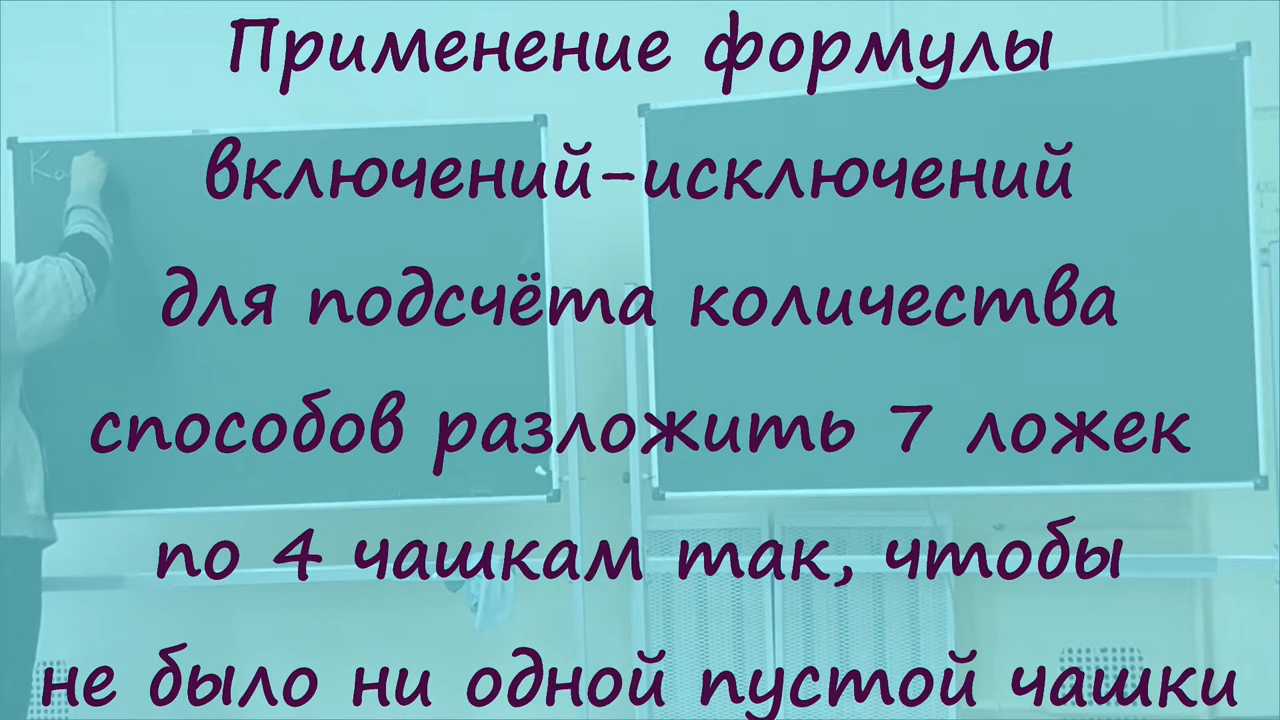 Применение формулы
включений-исключений
для подсчёта количества
способов разложить 7 ложек
по 4 чашкам так, чтобы
не было ни одной пустой чашки